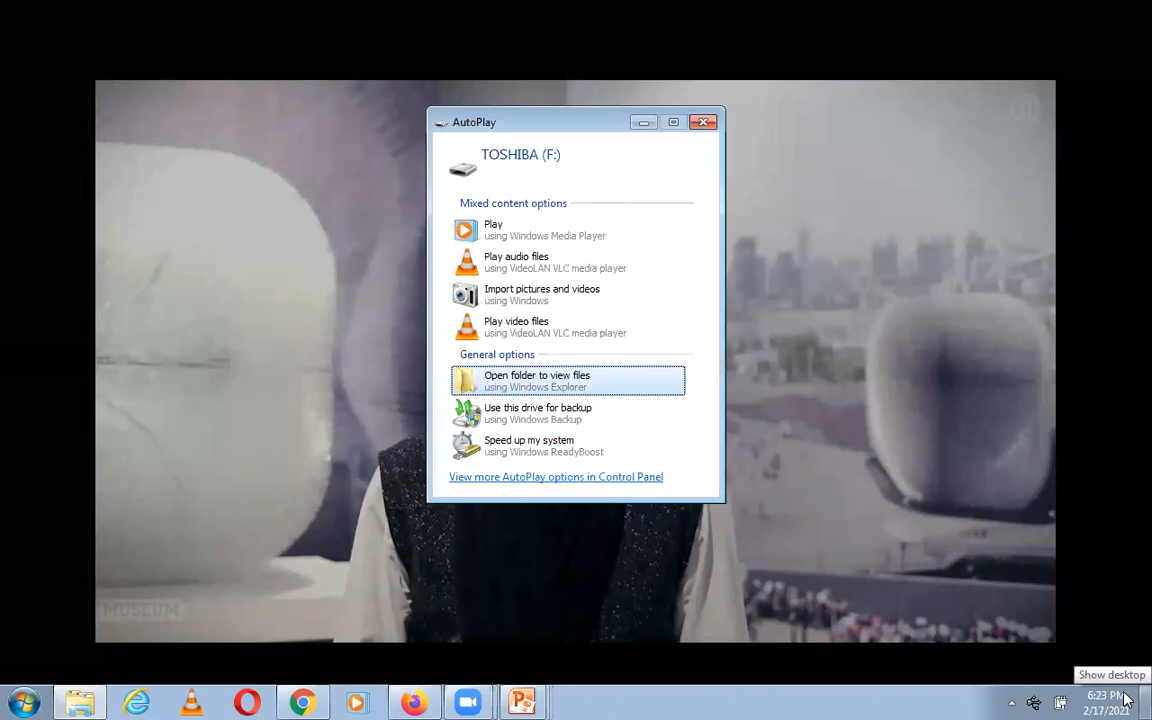 AutoPlay
TOSHIBA (F:)
Mixed content options
Play
using Windows Media Player
Play audio files
using VideoLAN VLC media player
Import pictures and videos
using Windows
Play video files
using VideoLAN VLC media player
General options
Open folder to view files
using Windows Explorer
Use this drive for backup
using Windows Backup
Speed up my system
using Windows ReadyBoost
View more AutoPlay options in Control Panel
MUSEUM
Show desktop
6:23 PM
2/17/2021